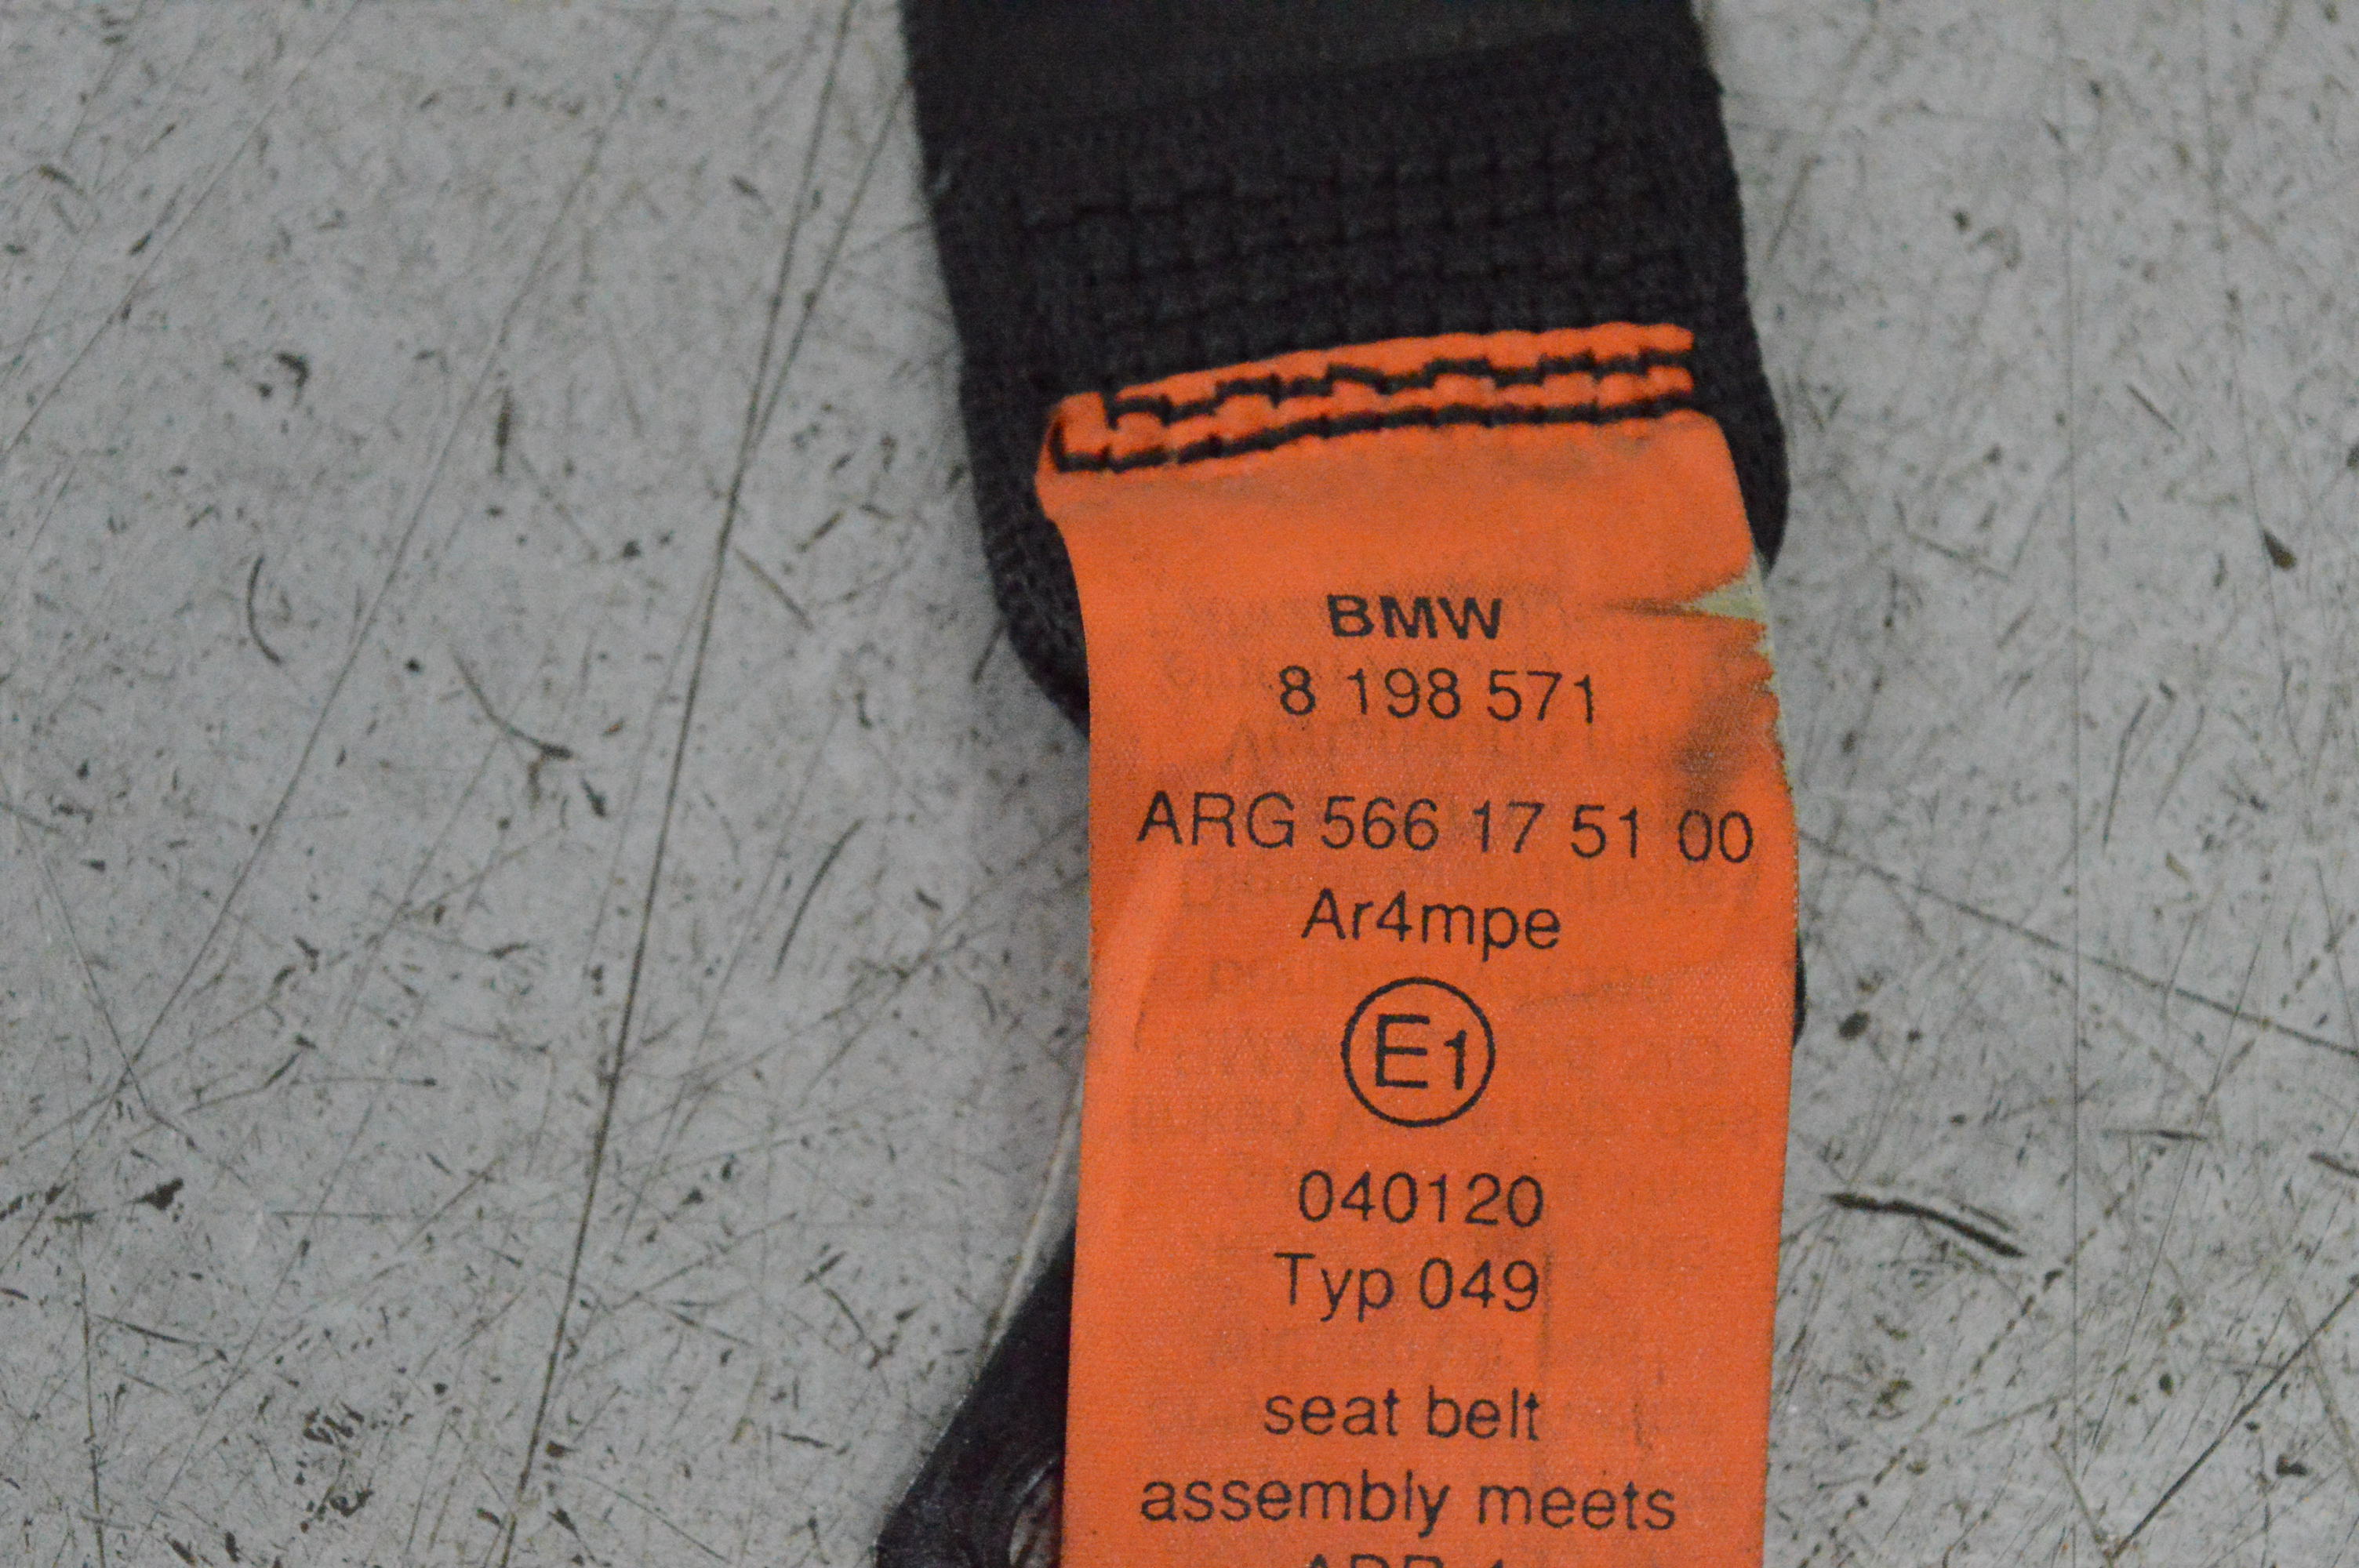 BMW
8 198 571
ARG 566 17 51 00
Ar4mpe
E1
040120
Typ 049
seat belt
assembly meets